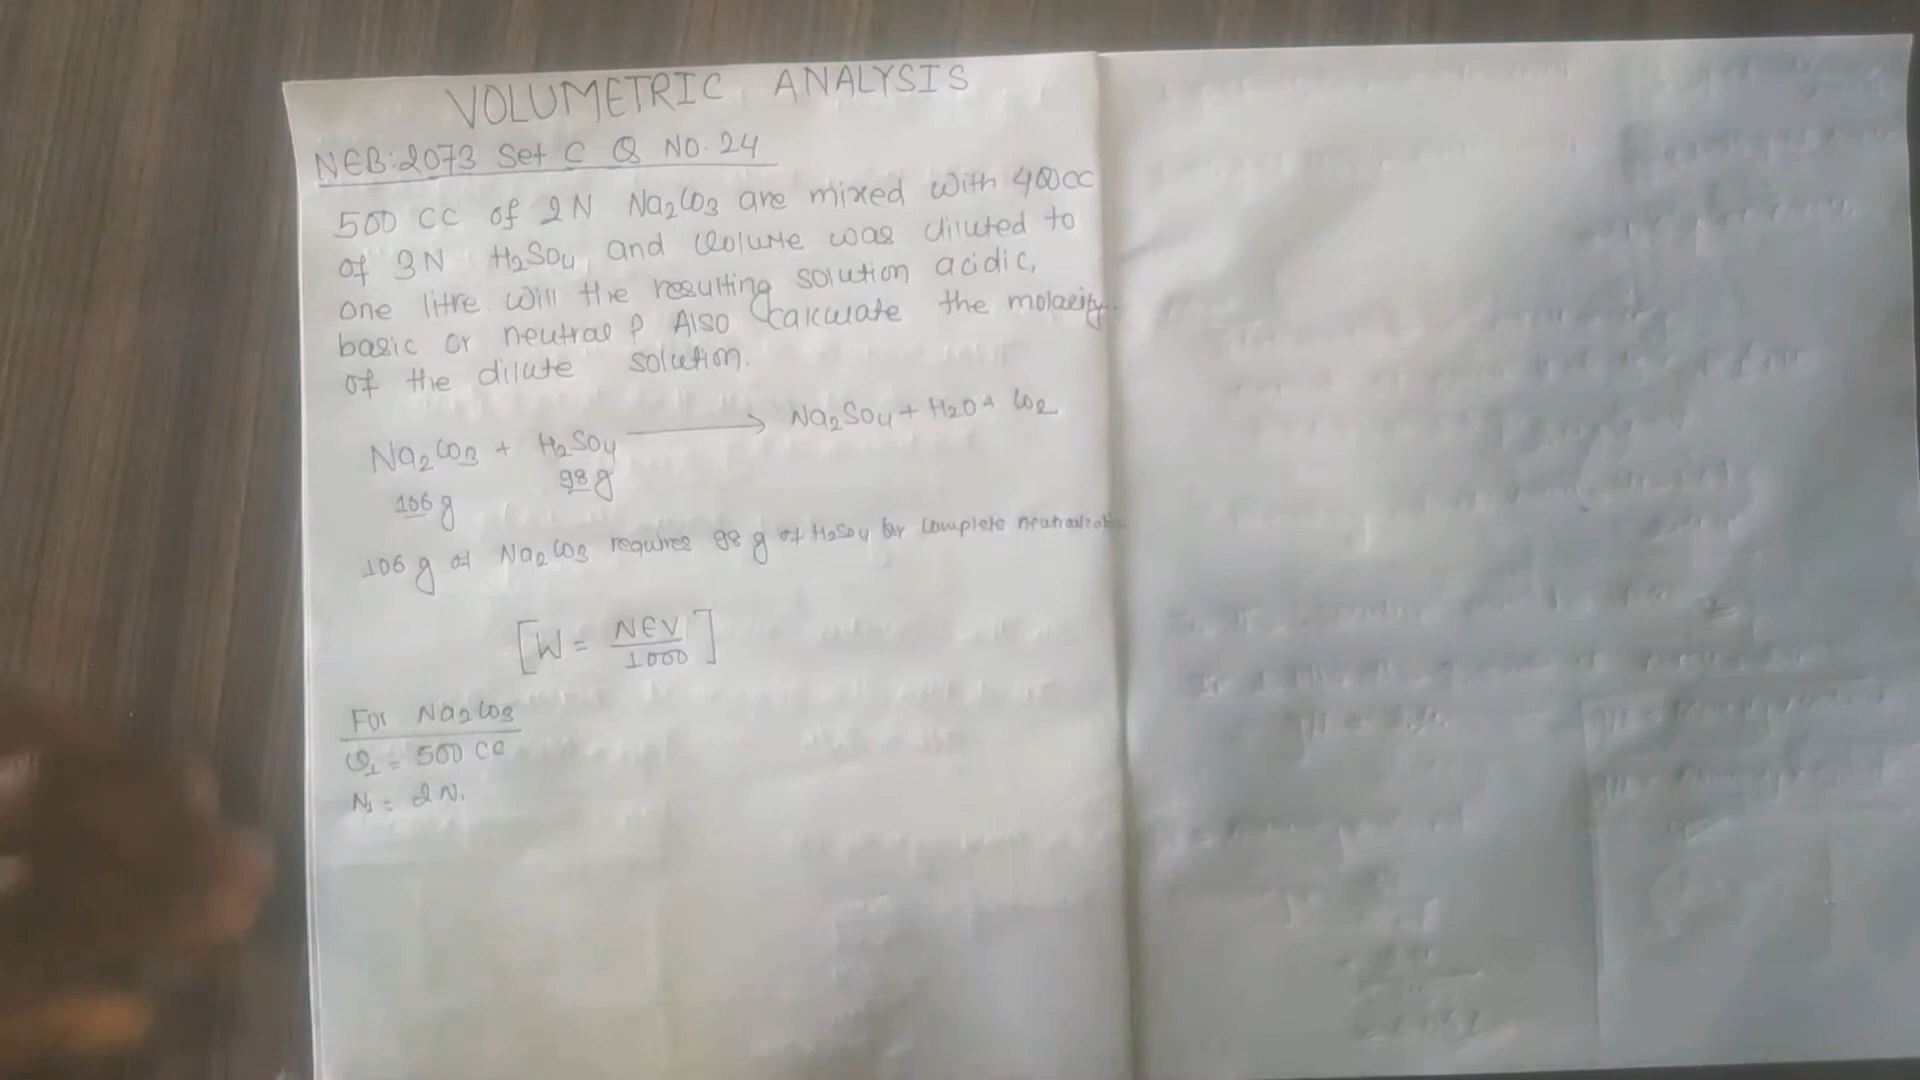 VOLUMETRIC ANALYSIS
NEB:2073 Set C Q NO. 24
500 CC of 2N Na2CO3 are mixed with 400cc
of 3N H2SO4 and volume was diluted to
one litre will the resulting solution acidic,
basic or neutral ? Also calculate the molarity
of the dilute solution.
Na2CO3 + H2SO4 → Na2SO4 + H2O + CO2
106 g 98 g
106 g of Na2CO3 requires 98 g of H2SO4 for complete neutralization
[W = NEV/1000]
For Na2CO3
V1 = 500 CC
N1 = 2N.